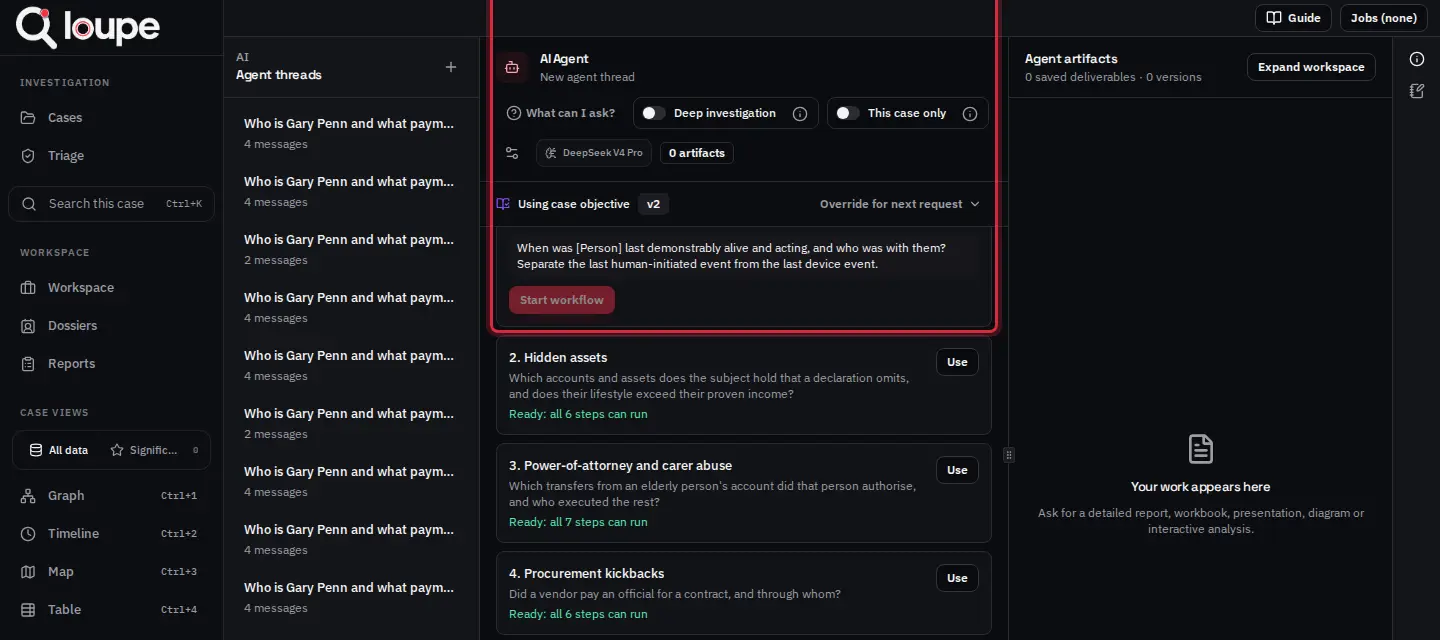 loupe
Guide
Jobs (none)
INVESTIGATION
Cases
Triage
Search this case Ctrl+K
WORKSPACE
Workspace
Dossiers
Reports
CASE VIEWS
All data
Signific... 0
Graph Ctrl+1
Timeline Ctrl+2
Map Ctrl+3
Table Ctrl+4
AI
Agent threads
Who is Gary Penn and what paym...
4 messages
Who is Gary Penn and what paym...
4 messages
Who is Gary Penn and what paym...
2 messages
Who is Gary Penn and what paym...
4 messages
Who is Gary Penn and what paym...
4 messages
Who is Gary Penn and what paym...
2 messages
Who is Gary Penn and what paym...
4 messages
Who is Gary Penn and what paym...
4 messages
Who is Gary Penn and what paym...
4 messages
AI Agent
New agent thread
What can I ask?
Deep investigation
This case only
DeepSeek V4 Pro
0 artifacts
Using case objective v2
Override for next request
When was [Person] last demonstrably alive and acting, and who was with them?
Separate the last human-initiated event from the last device event.
Start workflow
2. Hidden assets
Use
Which accounts and assets does the subject hold that a declaration omits,
and does their lifestyle exceed their proven income?
Ready: all 6 steps can run
3. Power-of-attorney and carer abuse
Use
Which transfers from an elderly person's account did that person authorise,
and who executed the rest?
Ready: all 7 steps can run
4. Procurement kickbacks
Use
Did a vendor pay an official for a contract, and through whom?
Ready: all 6 steps can run
Agent artifacts
0 saved deliverables · 0 versions
Expand workspace
Your work appears here
Ask for a detailed report, workbook, presentation, diagram or
interactive analysis.